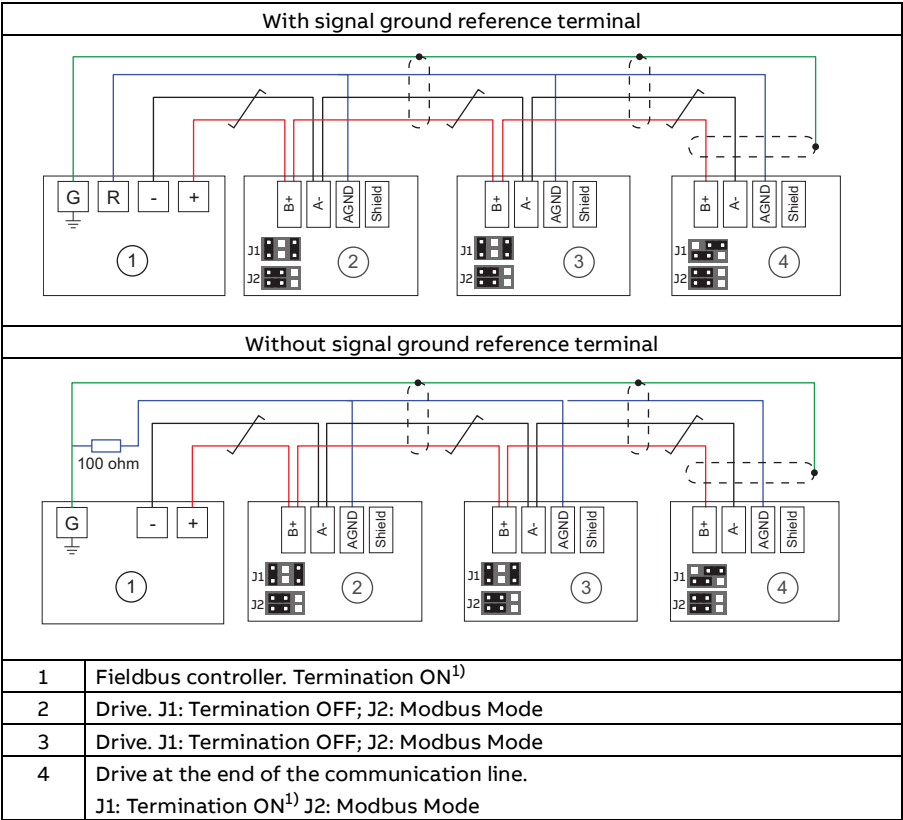 With signal ground reference terminal
G R - + B+ A- AGND Shield B+ A- AGND Shield B+ A- AGND Shield
J1 J1 J1
1 2 3 4
J2 J2 J2
Without signal ground reference terminal
100 ohm
G - + B+ A- AGND Shield B+ A- AGND Shield B+ A- AGND Shield
J1 J1 J1
1 2 3 4
J2 J2 J2
1 Fieldbus controller. Termination ON1)
2 Drive. J1: Termination OFF; J2: Modbus Mode
3 Drive. J1: Termination OFF; J2: Modbus Mode
4 Drive at the end of the communication line.
J1: Termination ON1) J2: Modbus Mode